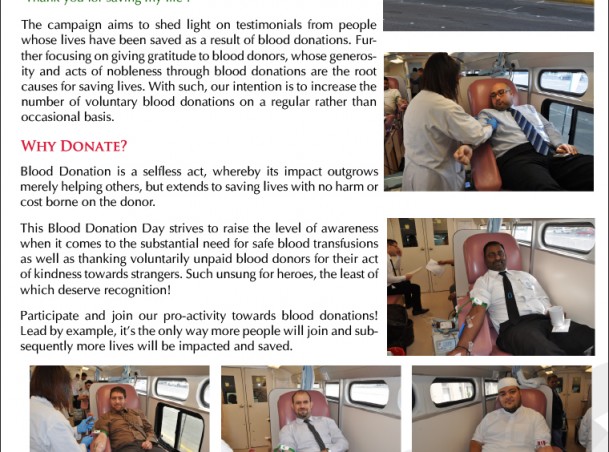 "Thank you for saving my life".
The campaign aims to shed light on testimonials from people
whose lives have been saved as a result of blood donations. Fur-
ther focusing on giving gratitude to blood donors, whose generos-
ity and acts of nobleness through blood donations are the root
causes for saving lives. With such, our intention is to increase the
number of voluntary blood donations on a regular rather than
occasional basis.
WHY DONATE?
Blood Donation is a selfless act, whereby its impact outgrows
merely helping others, but extends to saving lives with no harm or
cost borne on the donor.
This Blood Donation Day strives to raise the level of awareness
when it comes to the substantial need for safe blood transfusions
as well as thanking voluntarily unpaid blood donors for their act
of kindness towards strangers. Such unsung for heroes, the least of
which deserve recognition!
Participate and join our pro-activity towards blood donations!
Lead by example, it's the only way more people will join and sub-
sequently more lives will be impacted and saved.